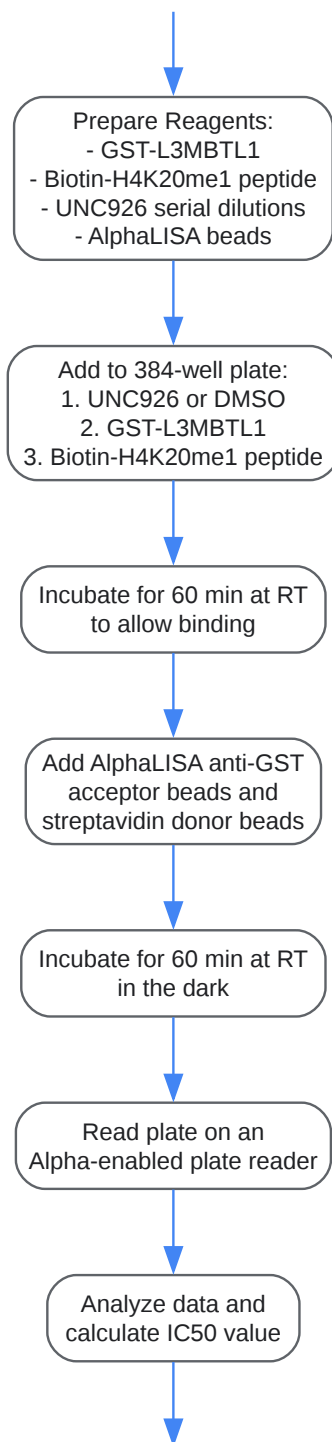 Prepare Reagents:
- GST-L3MBTL1
- Biotin-H4K20me1 peptide
- UNC926 serial dilutions
- AlphaLISA beads
Add to 384-well plate:
1. UNC926 or DMSO
2. GST-L3MBTL1
3. Biotin-H4K20me1 peptide
Incubate for 60 min at RT
to allow binding
Add AlphaLISA anti-GST
acceptor beads and
streptavidin donor beads
Incubate for 60 min at RT
in the dark
Read plate on an
Alpha-enabled plate reader
Analyze data and
calculate IC50 value